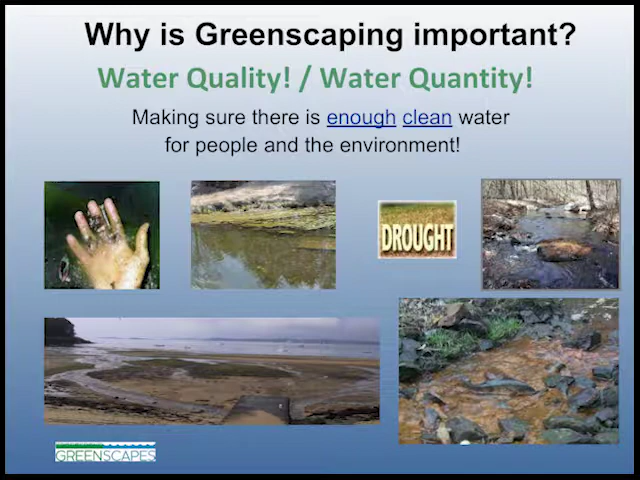 Why is Greenscaping important?
Water Quality! / Water Quantity!
Making sure there is enough clean water
for people and the environment!
DROUGHT
GREENSCAPES